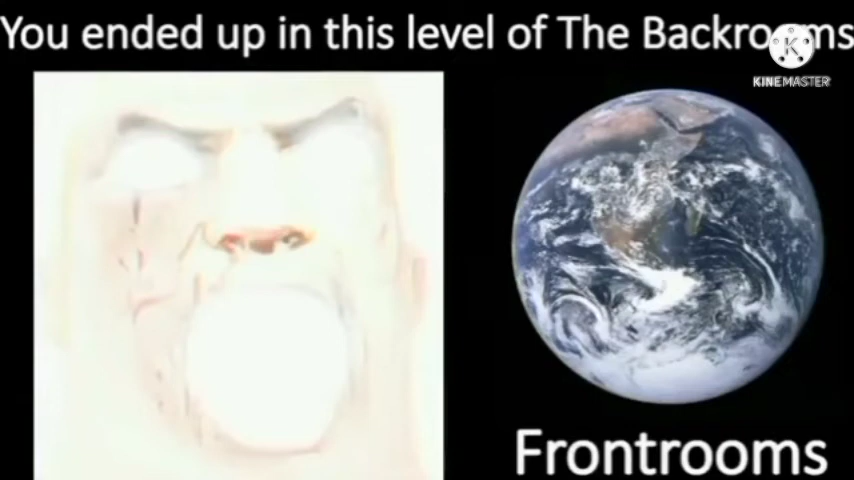 You ended up in this level of The Backrooms
KINEMASTER
Frontrooms